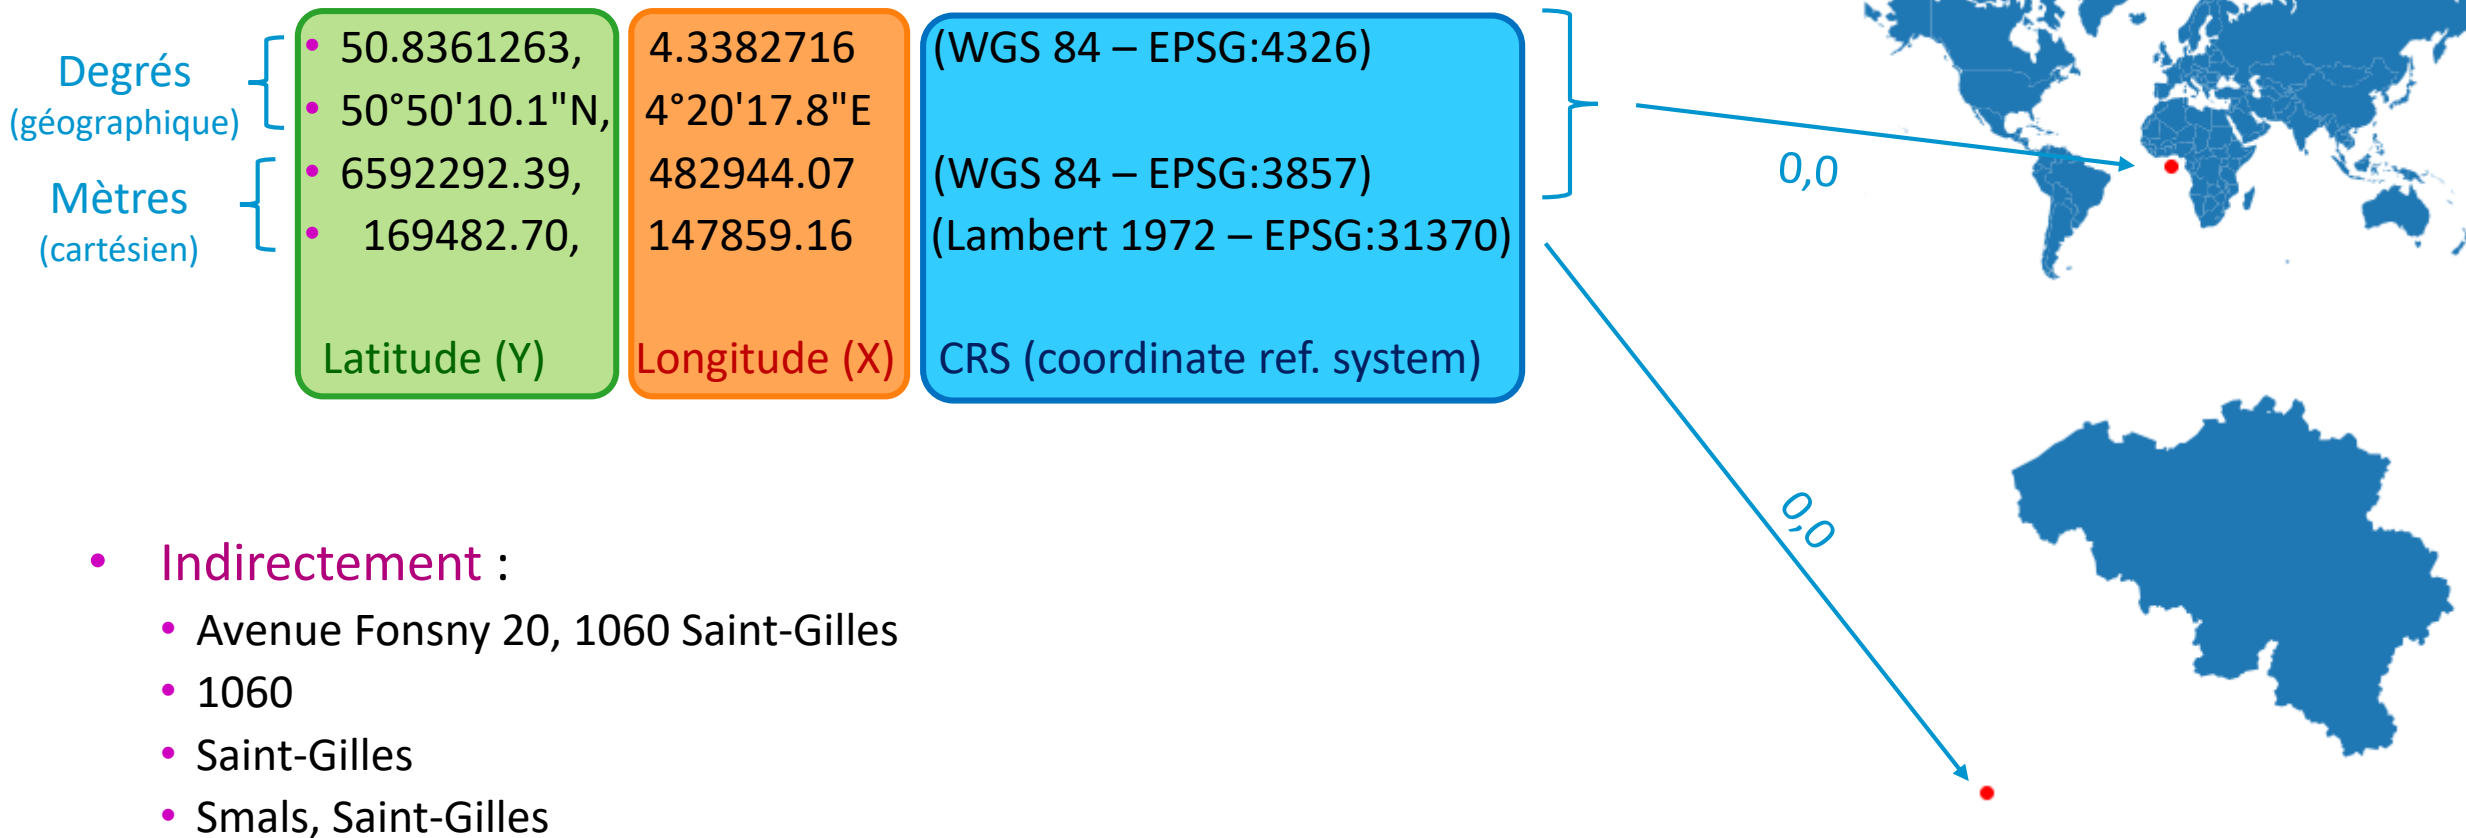 Degrés
(géographique)
Mètres
(cartésien)
• 50.8361263, 4.3382716 (WGS 84 – EPSG:4326)
• 50°50'10.1"N, 4°20'17.8"E
• 6592292.39, 482944.07 (WGS 84 – EPSG:3857)
• 169482.70, 147859.16 (Lambert 1972 – EPSG:31370)
Latitude (Y) Longitude (X) CRS (coordinate ref. system)
0,0
0,0
• Indirectement :
• Avenue Fonsny 20, 1060 Saint-Gilles
• 1060
• Saint-Gilles
• Smals, Saint-Gilles